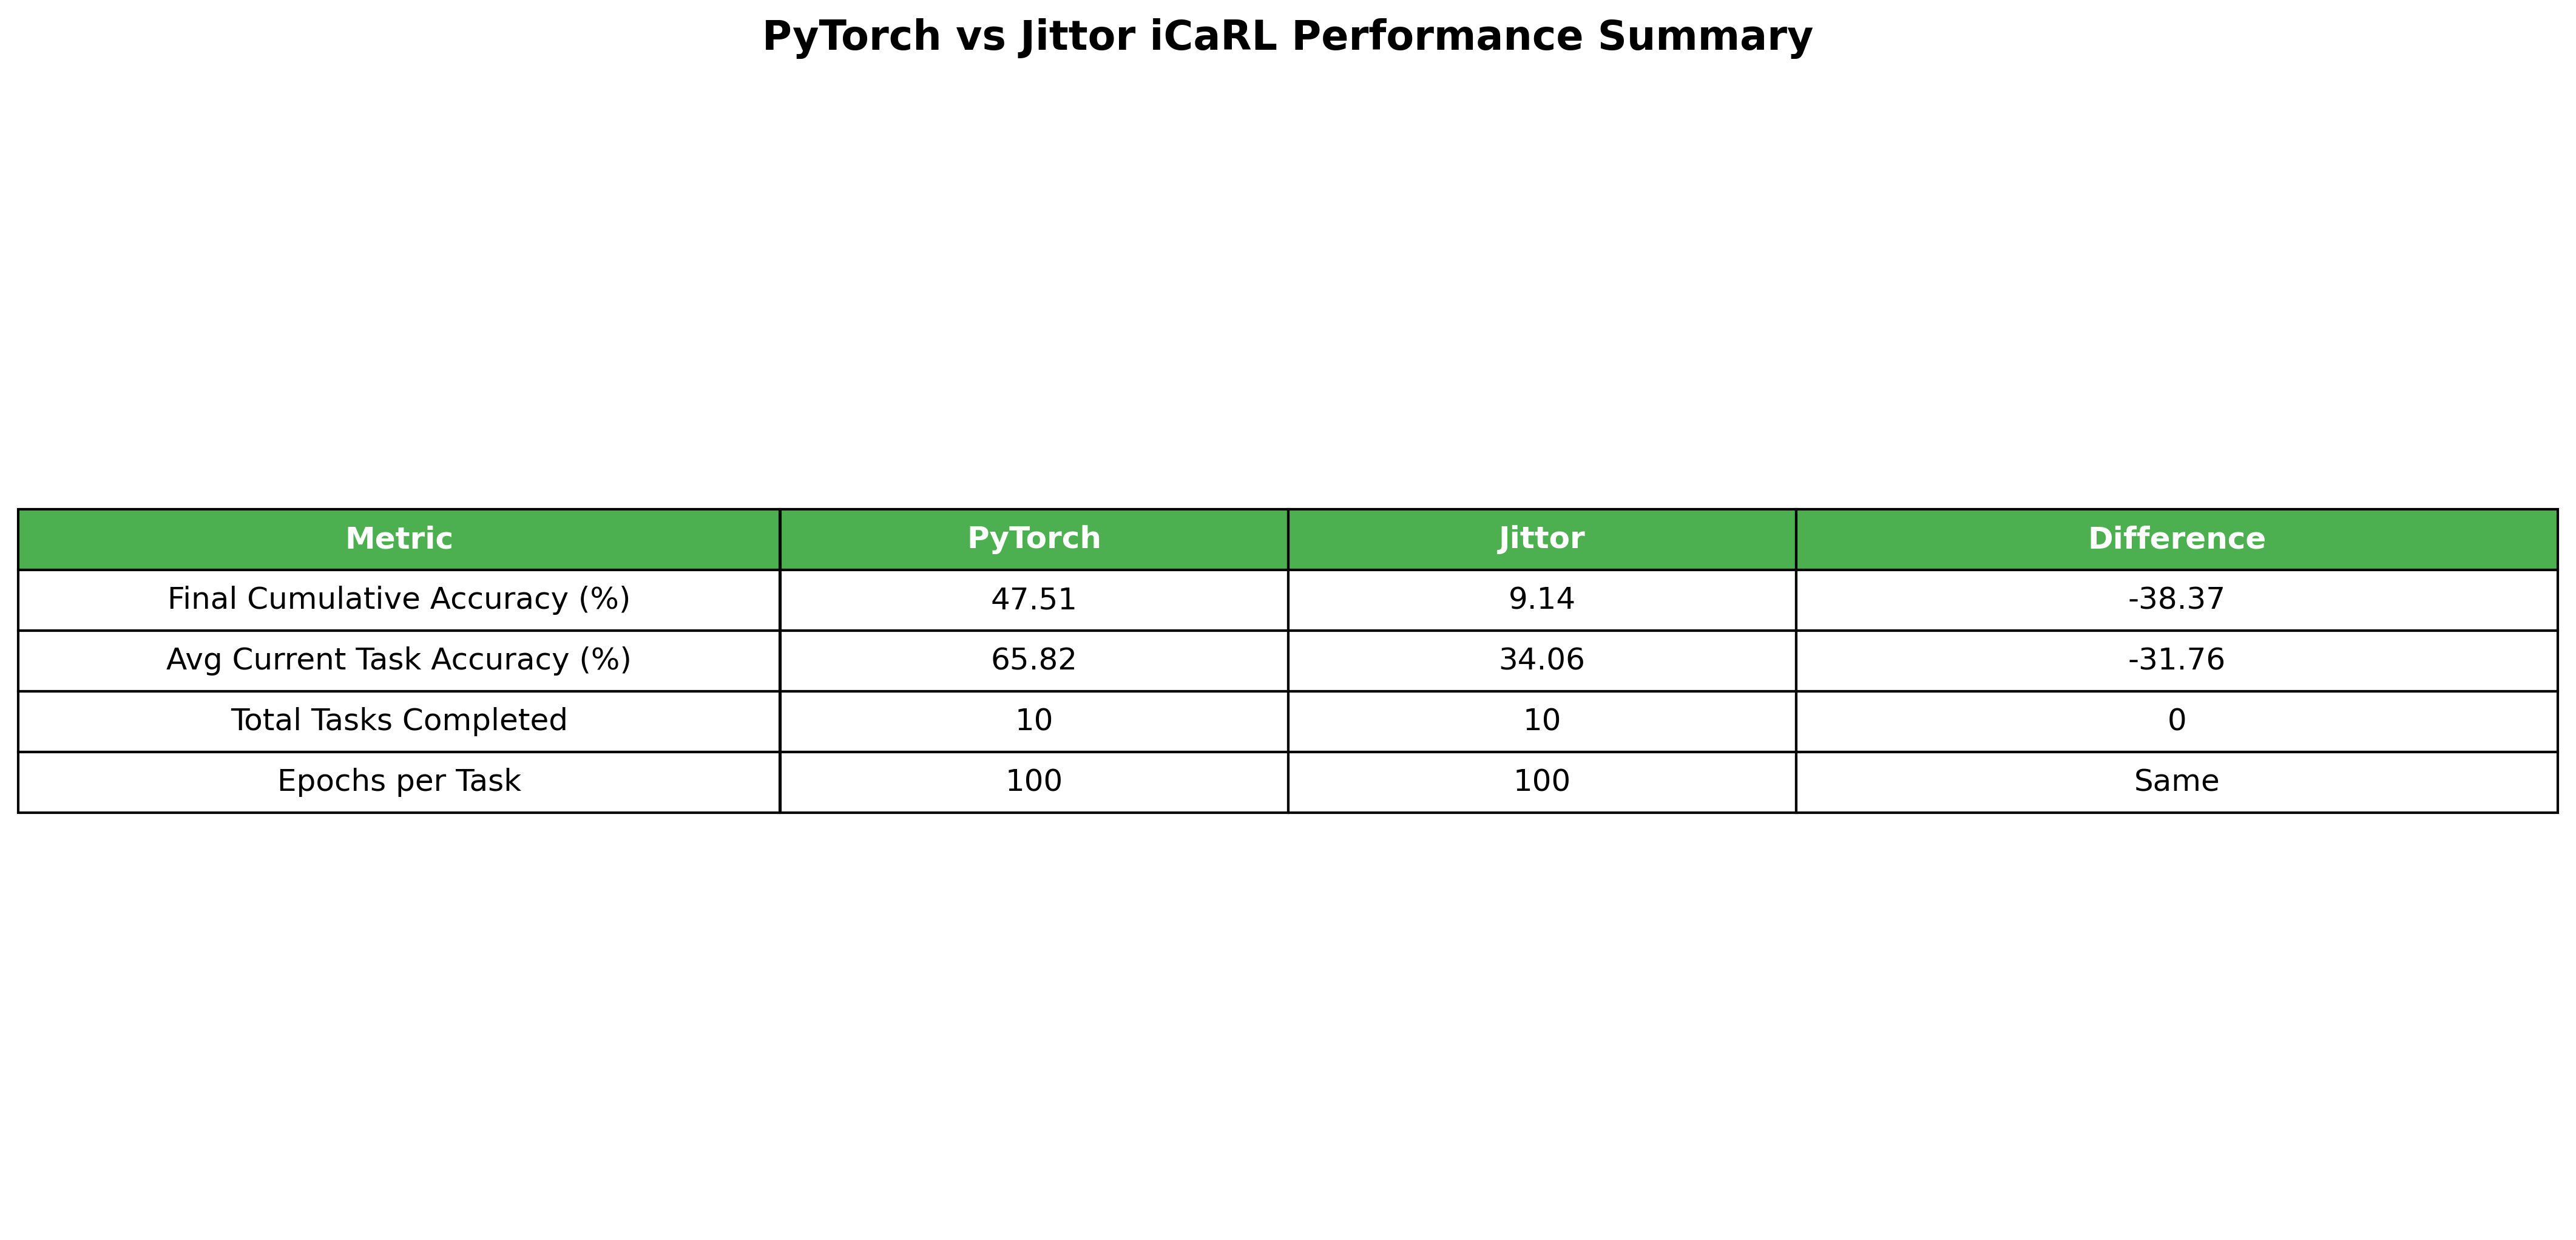 PyTorch vs Jittor iCaRL Performance Summary
Metric PyTorch Jittor Difference
Final Cumulative Accuracy (%) 47.51 9.14 -38.37
Avg Current Task Accuracy (%) 65.82 34.06 -31.76
Total Tasks Completed 10 10 0
Epochs per Task 100 100 Same